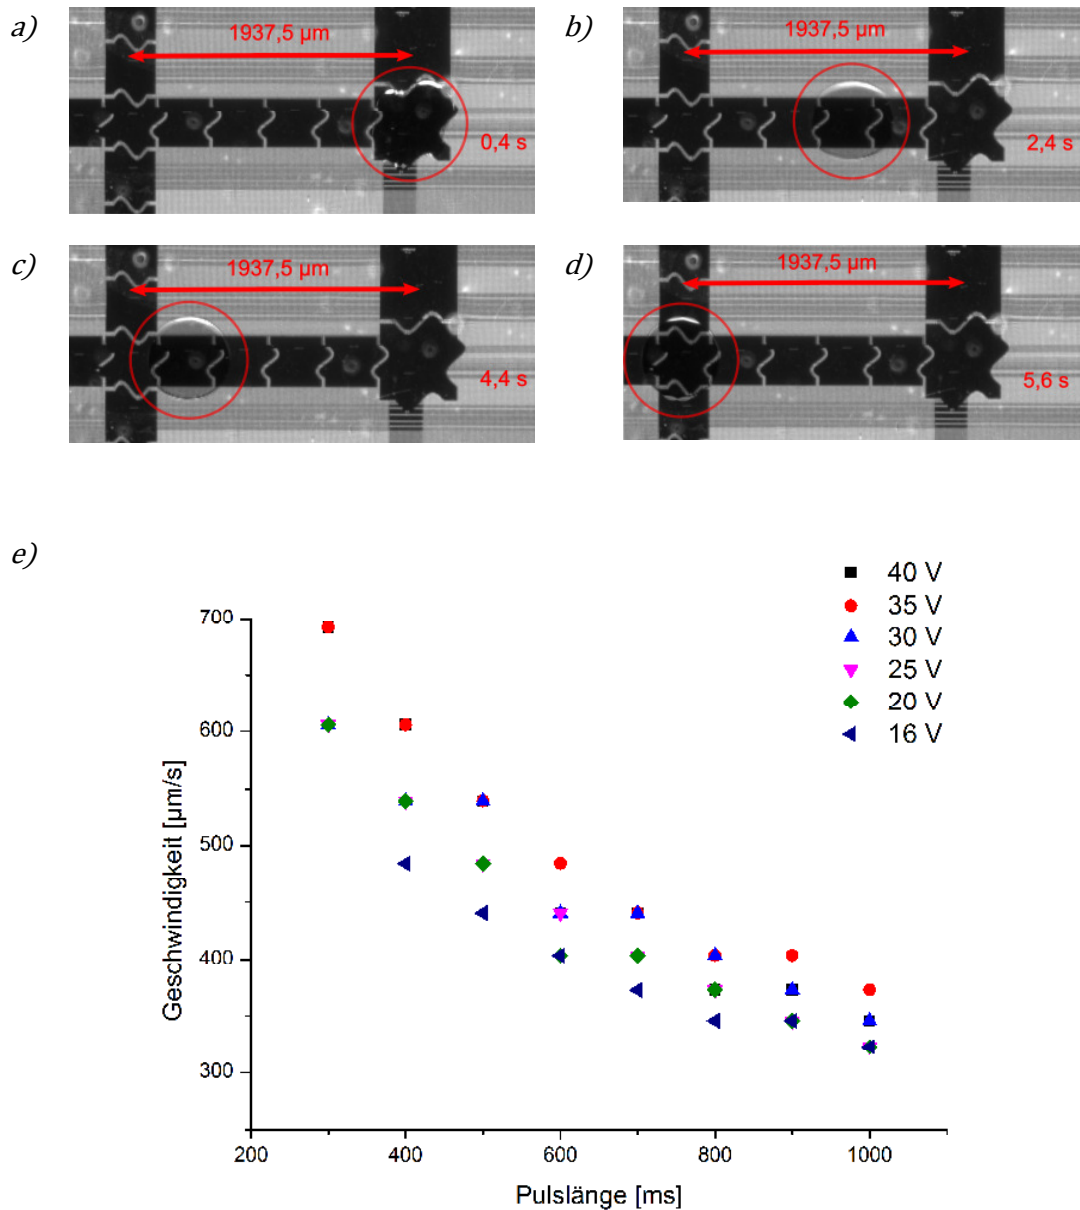 a)
1937,5 µm
0,4 s
b)
1937,5 µm
2,4 s
c)
1937,5 µm
4,4 s
d)
1937,5 µm
5,6 s
e)
40 V
35 V
30 V
25 V
20 V
16 V
700
600
500
400
300
Geschwindigkeit [µm/s]
200 400 600 800 1000
Pulslänge [ms]